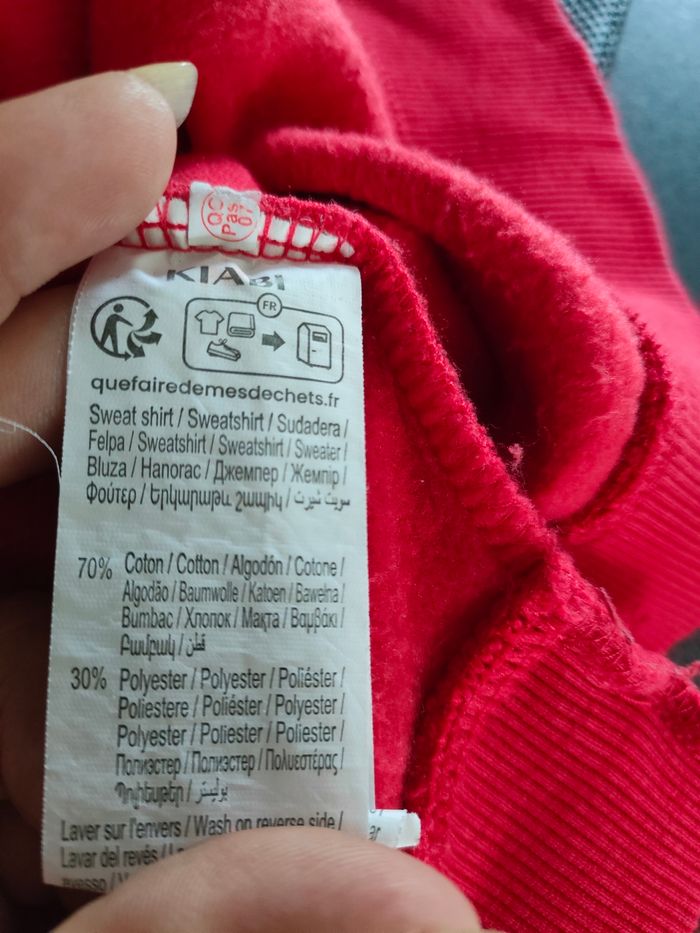 QC
Pas
07
KIABI
FR
quefairedemesdechets.fr
Sweat shirt / Sweatshirt / Sudadera /
Felpa / Sweatshirt / Sweatshirt / Sweater /
Bluza / Hanorac / Джемпер / Жемпір /
Φούτερ / Երկարաթև շապիկ / سويت شيرت
70% Coton / Cotton / Algodón / Cotone /
Algodão / Baumwolle / Katoen / Bawełna /
Bumbac / Хлопок / Мақта / Βαμβάκι /
Բամբակ / قطن
30% Polyester / Polyester / Poliéster /
Poliestere / Poliéster / Polyester /
Polyester / Poliester / Poliester /
Полиэстер / Полиэстер / Πολυεστέρας /
Պոլիեսթեր / بوليستر
Laver sur l'envers / Wash on reverse side /
Lavar del revés /